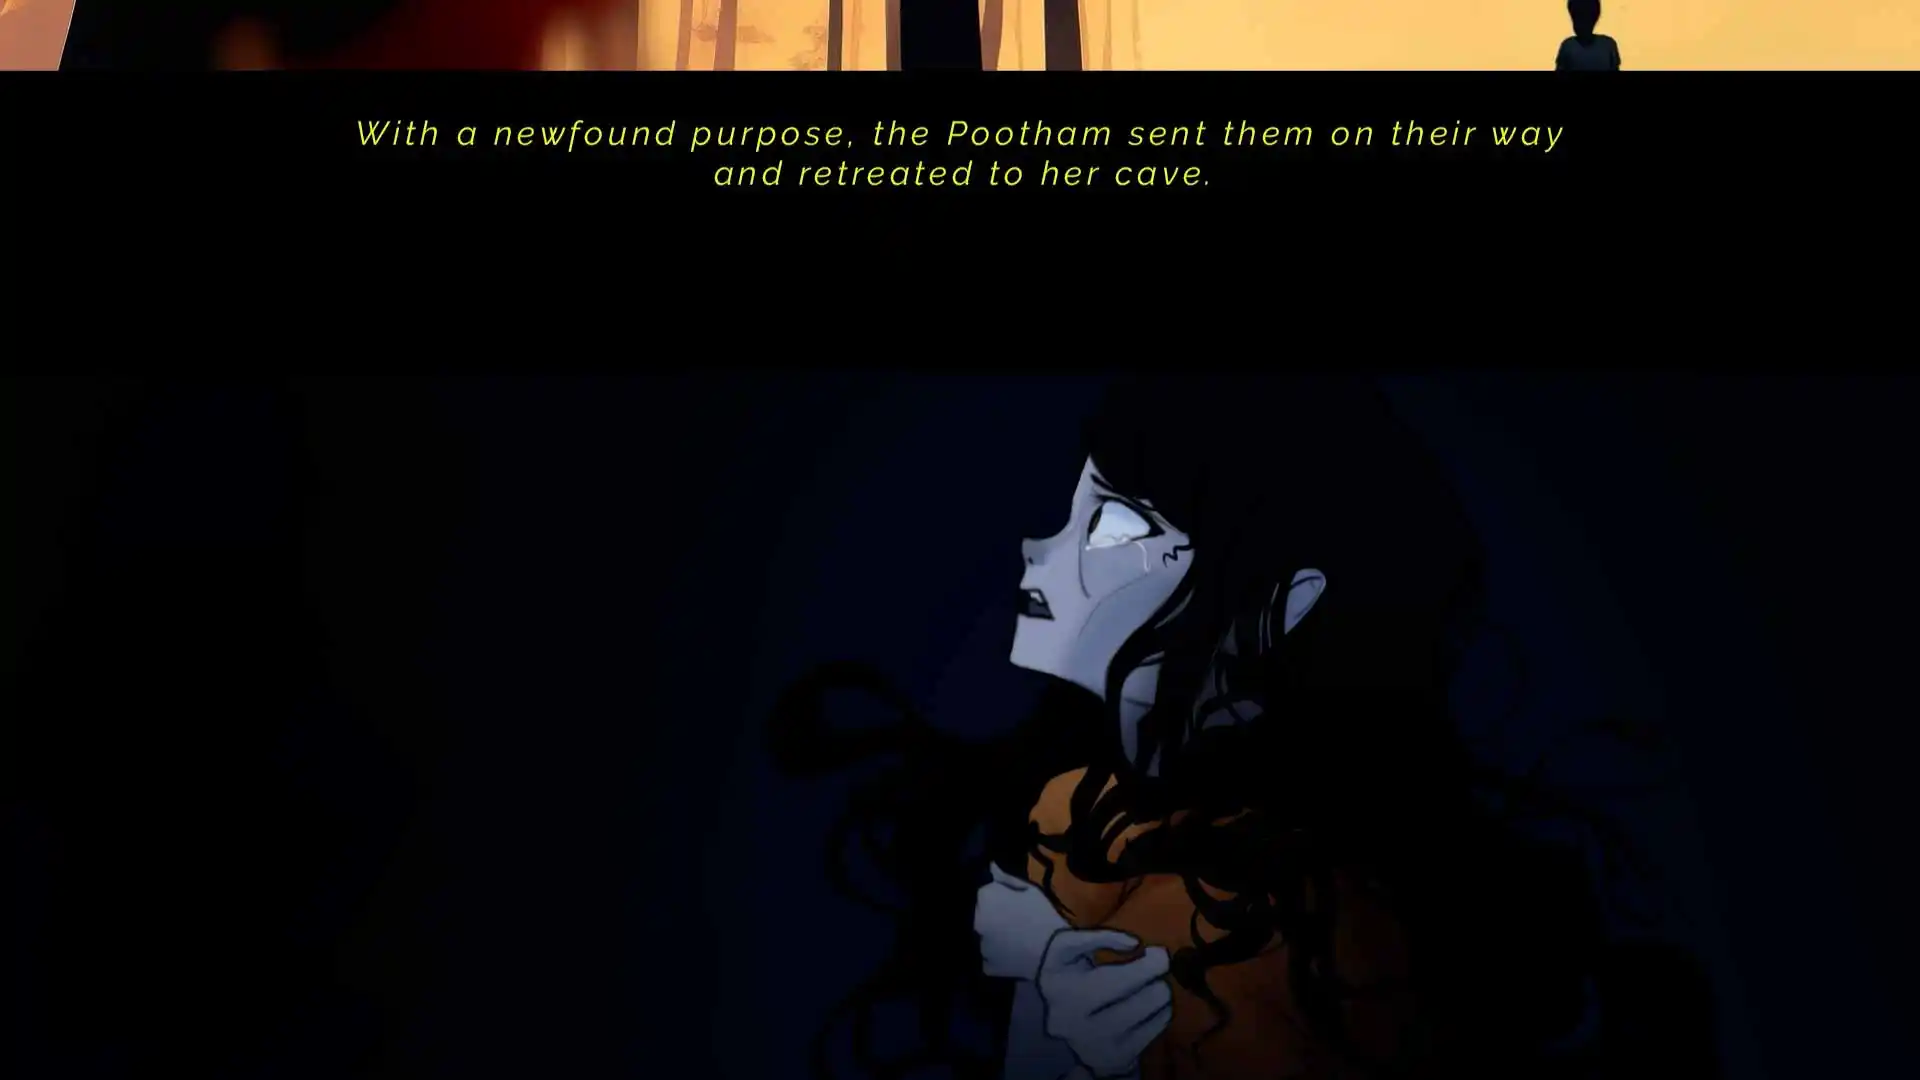 With a newfound purpose, the Pootham sent them on their way
and retreated to her cave.